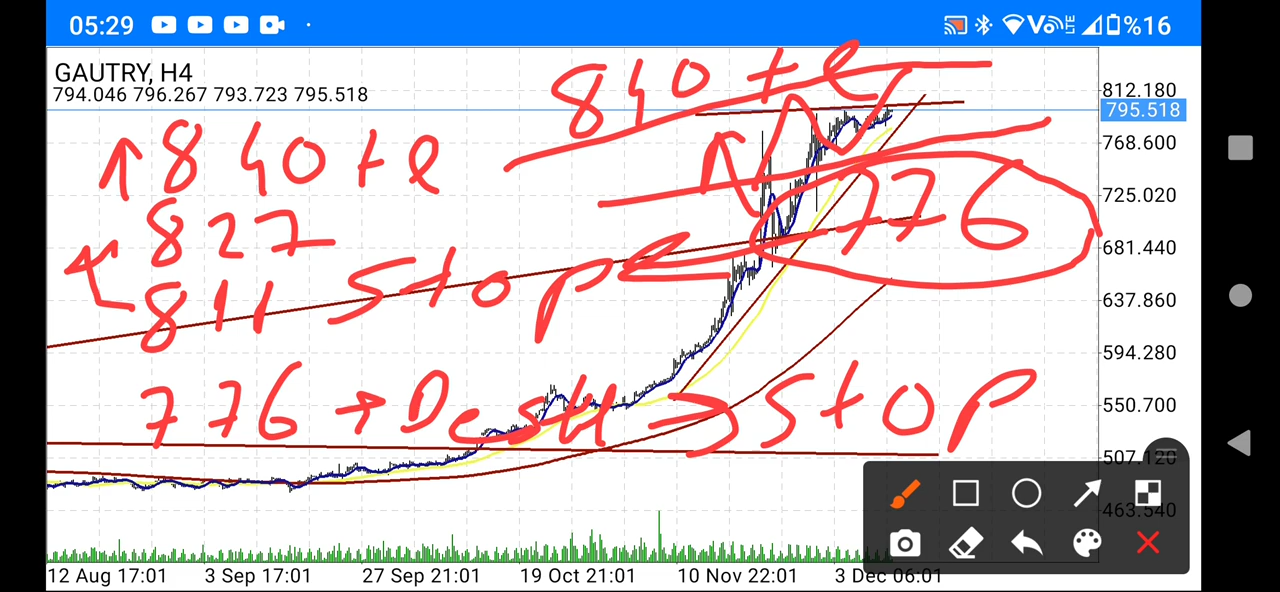 05:29 %16
GAUTRY, H4
794.046 796.267 793.723 795.518
840 te
812.180
795.518
840 te
768.600
776
725.020
827
681.440
811 stop
637.860
594.280
776 → Destek → stop
550.700
507.120
463.540
12 Aug 17:01 3 Sep 17:01 27 Sep 21:01 19 Oct 21:01 10 Nov 22:01 3 Dec 06:01